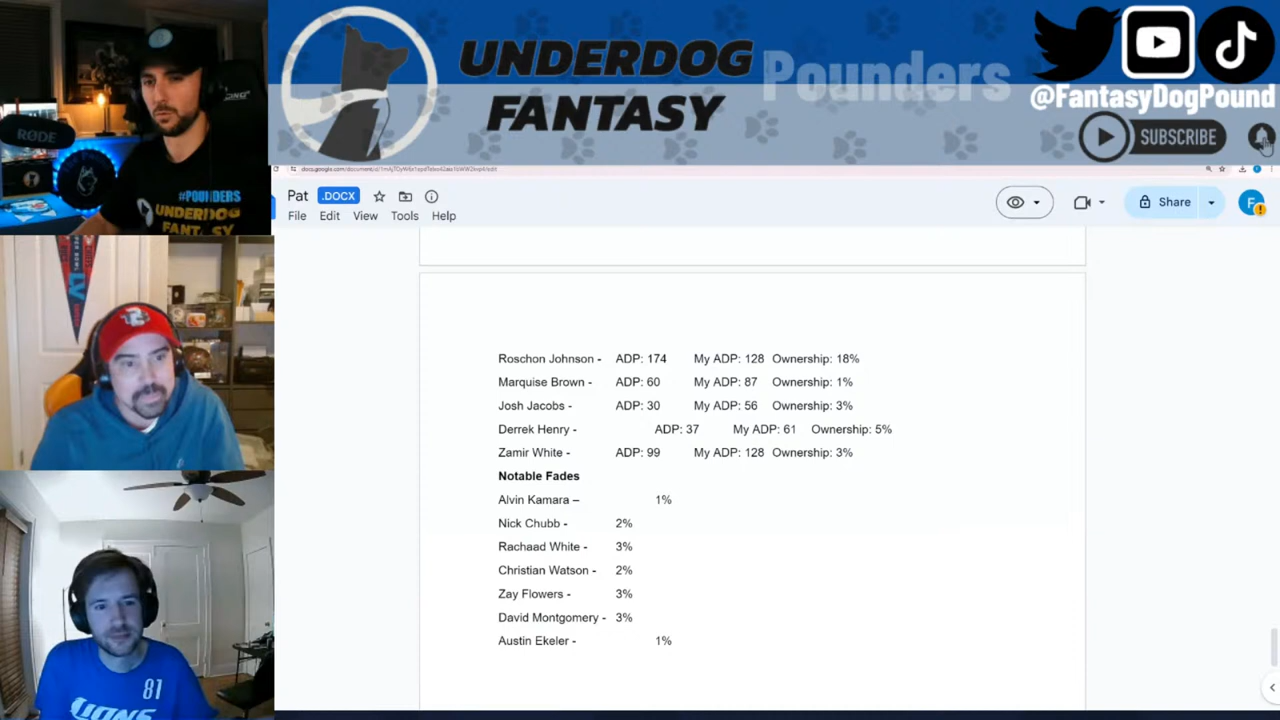 UNDERDOG
FANTASY
Pounders
@FantasyDogPound
SUBSCRIBE
RØDE
#POUNDERS
UNDERDOG
FANTASY
LV
Pat .DOCX
File Edit View Tools Help
Share
F
Roschon Johnson - ADP: 174 My ADP: 128 Ownership: 18%
Marquise Brown - ADP: 60 My ADP: 87 Ownership: 1%
Josh Jacobs - ADP: 30 My ADP: 56 Ownership: 3%
Derrek Henry - ADP: 37 My ADP: 61 Ownership: 5%
Zamir White - ADP: 99 My ADP: 128 Ownership: 3%
Notable Fades
Alvin Kamara – 1%
Nick Chubb - 2%
Rachaad White - 3%
Christian Watson - 2%
Zay Flowers - 3%
David Montgomery - 3%
Austin Ekeler - 1%
81
LIONS